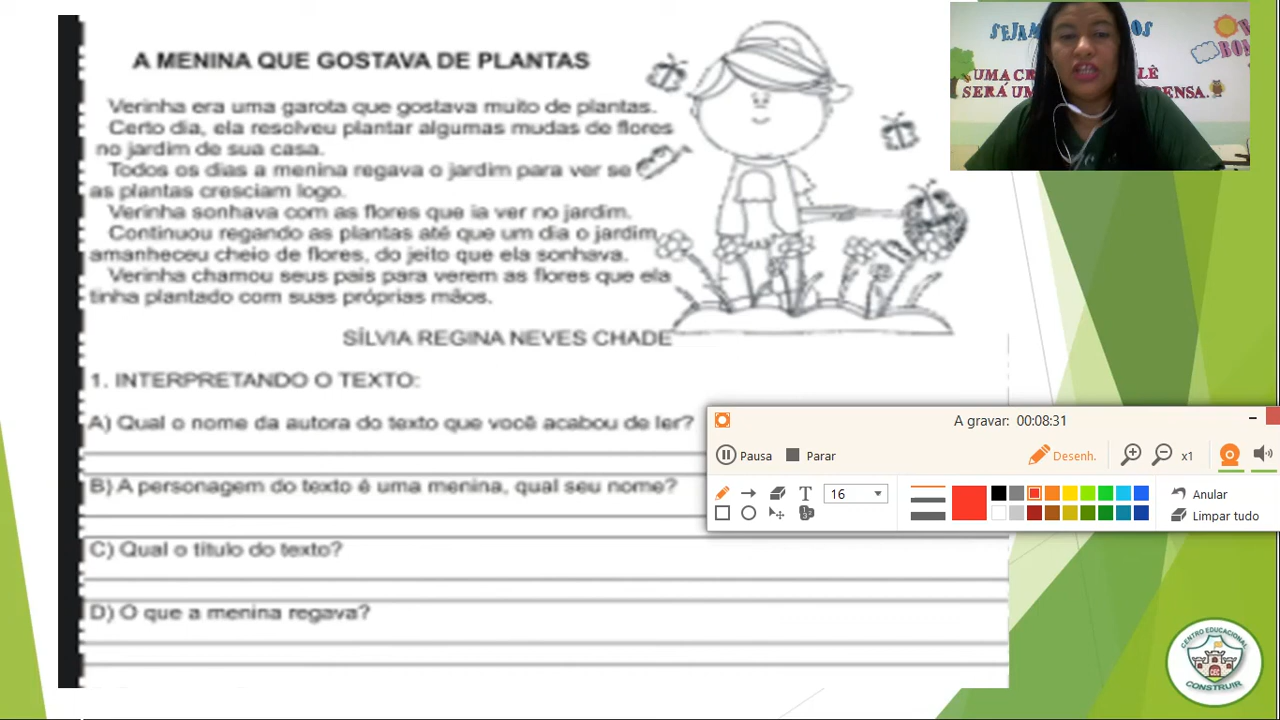 A MENINA QUE GOSTAVA DE PLANTAS
Verinha era uma garota que gostava muito de plantas.
Certo dia, ela resolveu plantar algumas mudas de flores
no jardim de sua casa.
Todos os dias a menina regava o jardim para ver se
as plantas cresciam logo.
Verinha sonhava com as flores que ia ver no jardim.
Continuou regando as plantas até que um dia o jardim
amanheceu cheio de flores, do jeito que ela sonhava.
Verinha chamou seus pais para verem as flores que ela
tinha plantado com suas próprias mãos.
SÍLVIA REGINA NEVES CHADE
1. INTERPRETANDO O TEXTO:
A) Qual o nome da autora do texto que você acabou de ler?
B) A personagem do texto é uma menina, qual seu nome?
C) Qual o título do texto?
D) O que a menina regava?
SEJAM
UMA LÊ
SERÁ UM PENSA.
A gravar: 00:08:31
Pausa Parar Desenh. x1
T 16 Anular
Limpar tudo
CENTRO EDUCACIONAL
CONSTRUIR